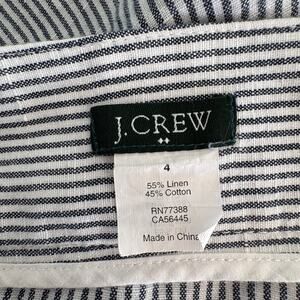 J.CREW
4
55% Linen
45% Cotton
RN77388
CA56445
Made in China